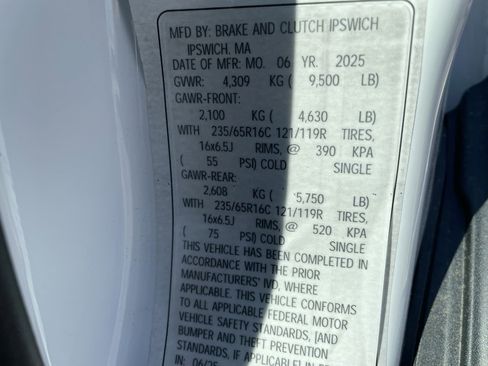 MFD BY: BRAKE AND CLUTCH IPSWICH
IPSWICH, MA
DATE OF MFR: MO. 06 YR. 2025
GVWR: 4,309 KG ( 9,500 LB)
GAWR-FRONT:
2,100 KG ( 4,630 LB)
WITH 235/65R16C 121/119R TIRES,
16x6.5J RIMS, @ 390 KPA
( 55 PSI) COLD SINGLE
GAWR-REAR:
2,608 KG ( 5,750 LB)
WITH 235/65R16C 121/119R TIRES,
16x6.5J RIMS, @ 520 KPA
( 75 PSI) COLD SINGLE
THIS VEHICLE HAS BEEN COMPLETED IN
ACCORDANCE WITH THE PRIOR
MANUFACTURERS' IVD, WHERE
APPLICABLE. THIS VEHICLE CONFORMS
TO ALL APPLICABLE FEDERAL MOTOR
VEHICLE SAFETY STANDARDS, [AND
BUMPER AND THEFT PREVENTION
STANDARDS, IF APPLICABLE] IN EFFECT
IN: 06/25